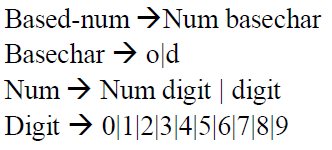 Based-num →Num basechar
Basechar → o|d
Num → Num digit | digit
Digit → 0|1|2|3|4|5|6|7|8|9